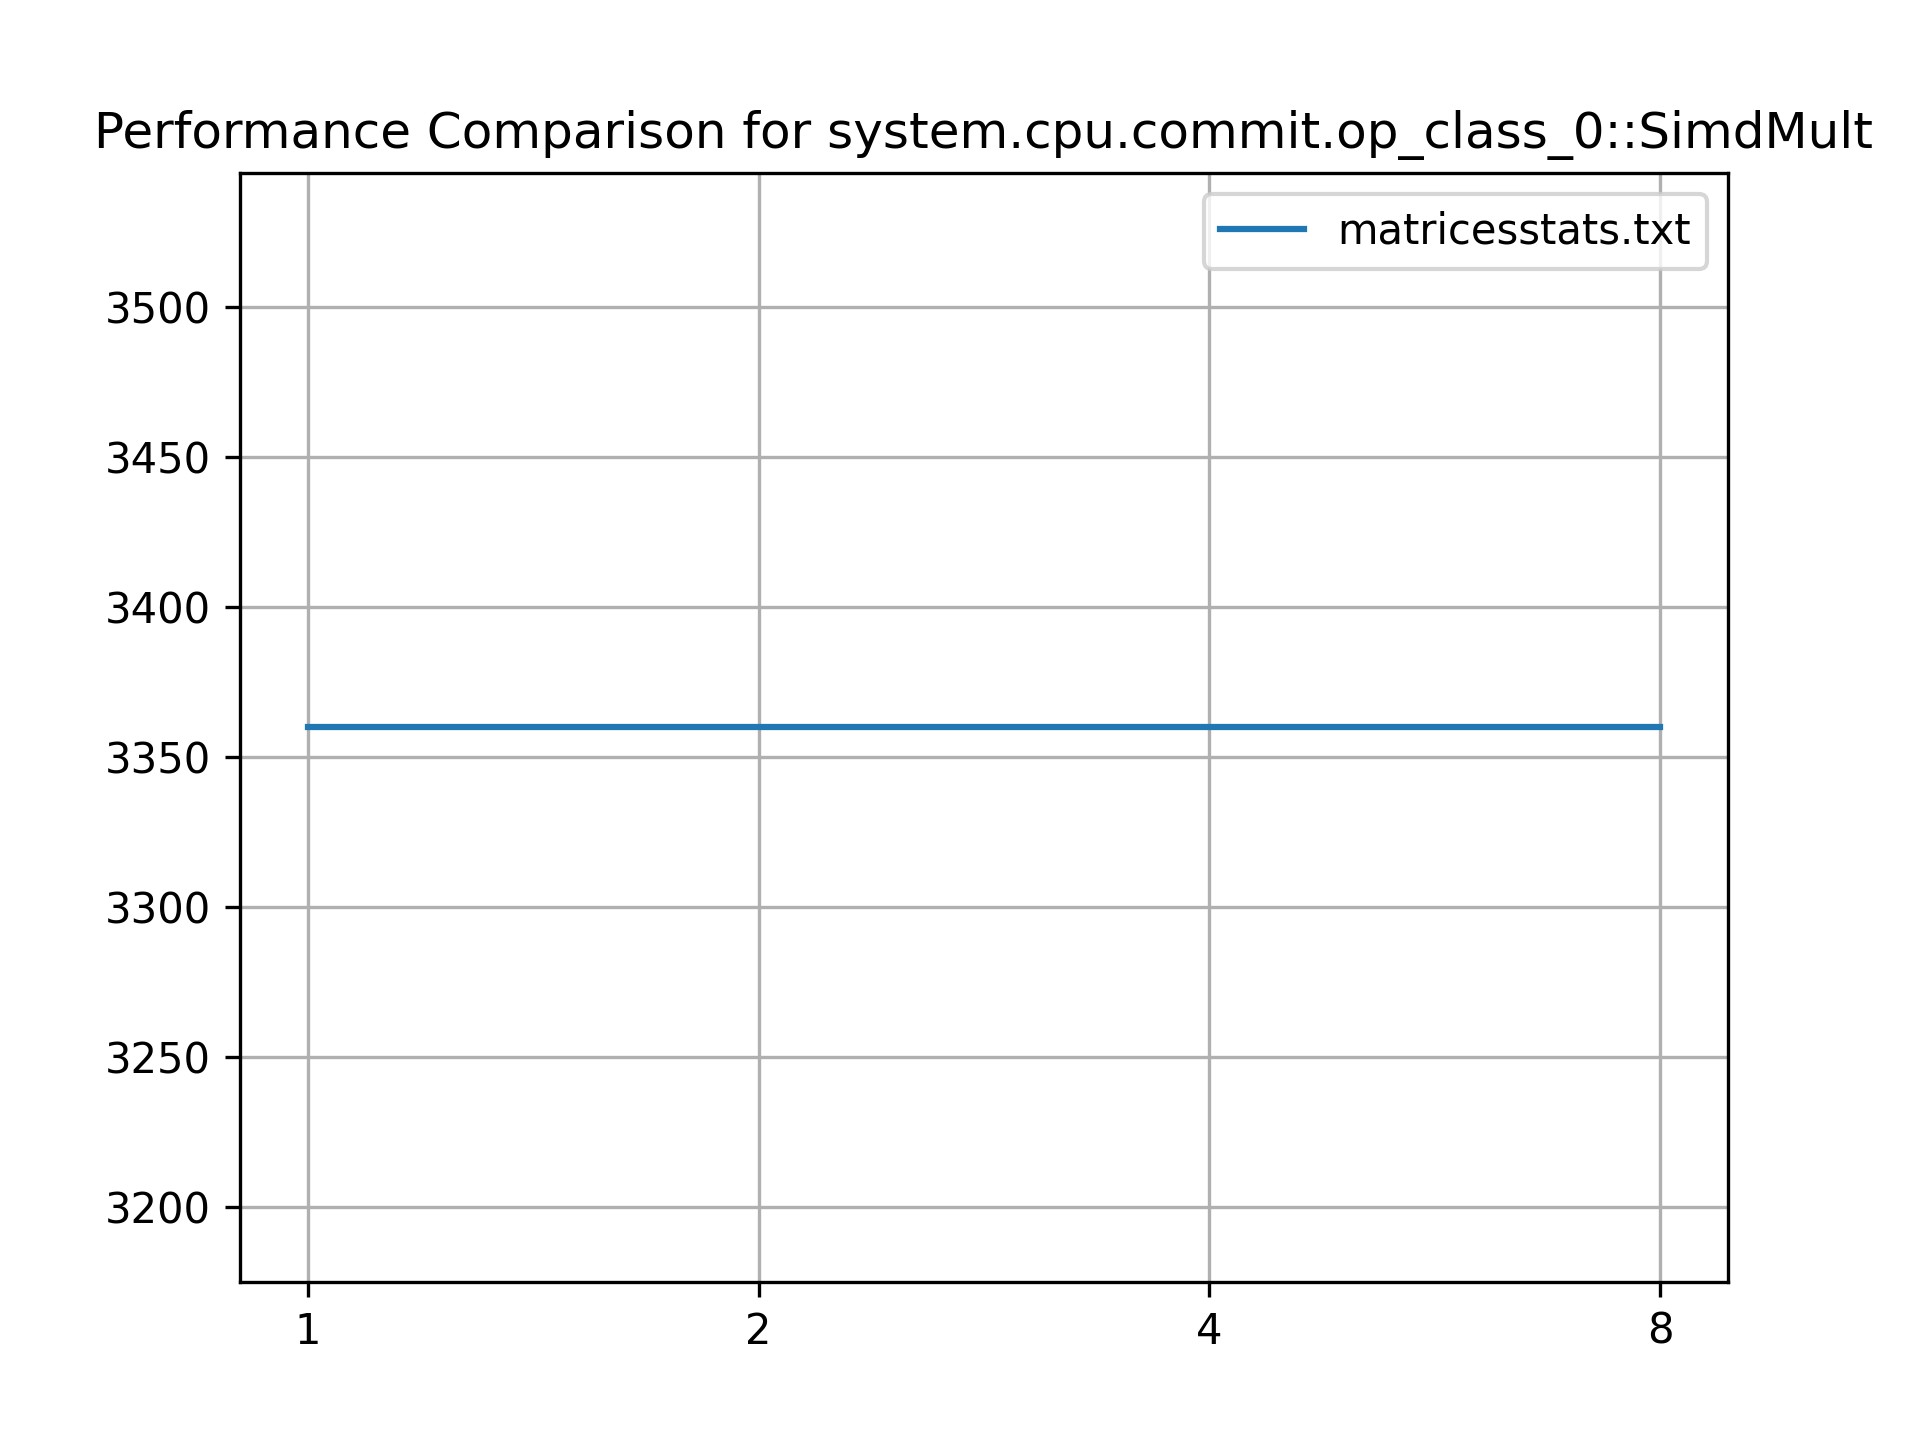 Performance Comparison for system.cpu.commit.op_class_0::SimdMult
matricesstats.txt
3500
3450
3400
3350
3300
3250
3200
1 2 4 8